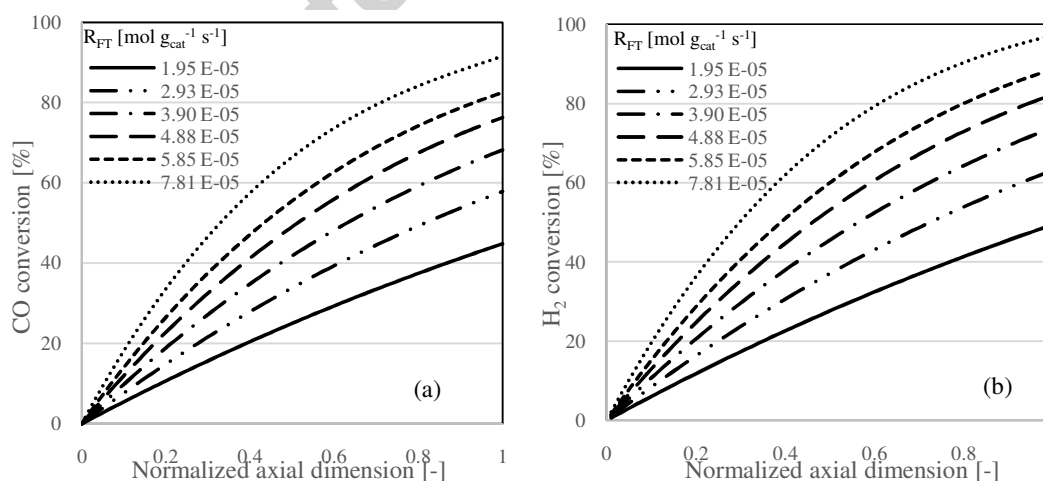 100
80
60
40
20
0
CO conversion [%]
R_FT [mol g_cat^-1 s^-1]
1.95 E-05
2.93 E-05
3.90 E-05
4.88 E-05
5.85 E-05
7.81 E-05
(a)
0 0.2 0.4 0.6 0.8 1
Normalized axial dimension [-]
100
80
60
40
20
0
H₂ conversion [%]
R_FT [mol g_cat^-1 s^-1]
1.95 E-05
2.93 E-05
3.90 E-05
4.88 E-05
5.85 E-05
7.81 E-05
(b)
0 0.2 0.4 0.6 0.8
Normalized axial dimension [-]